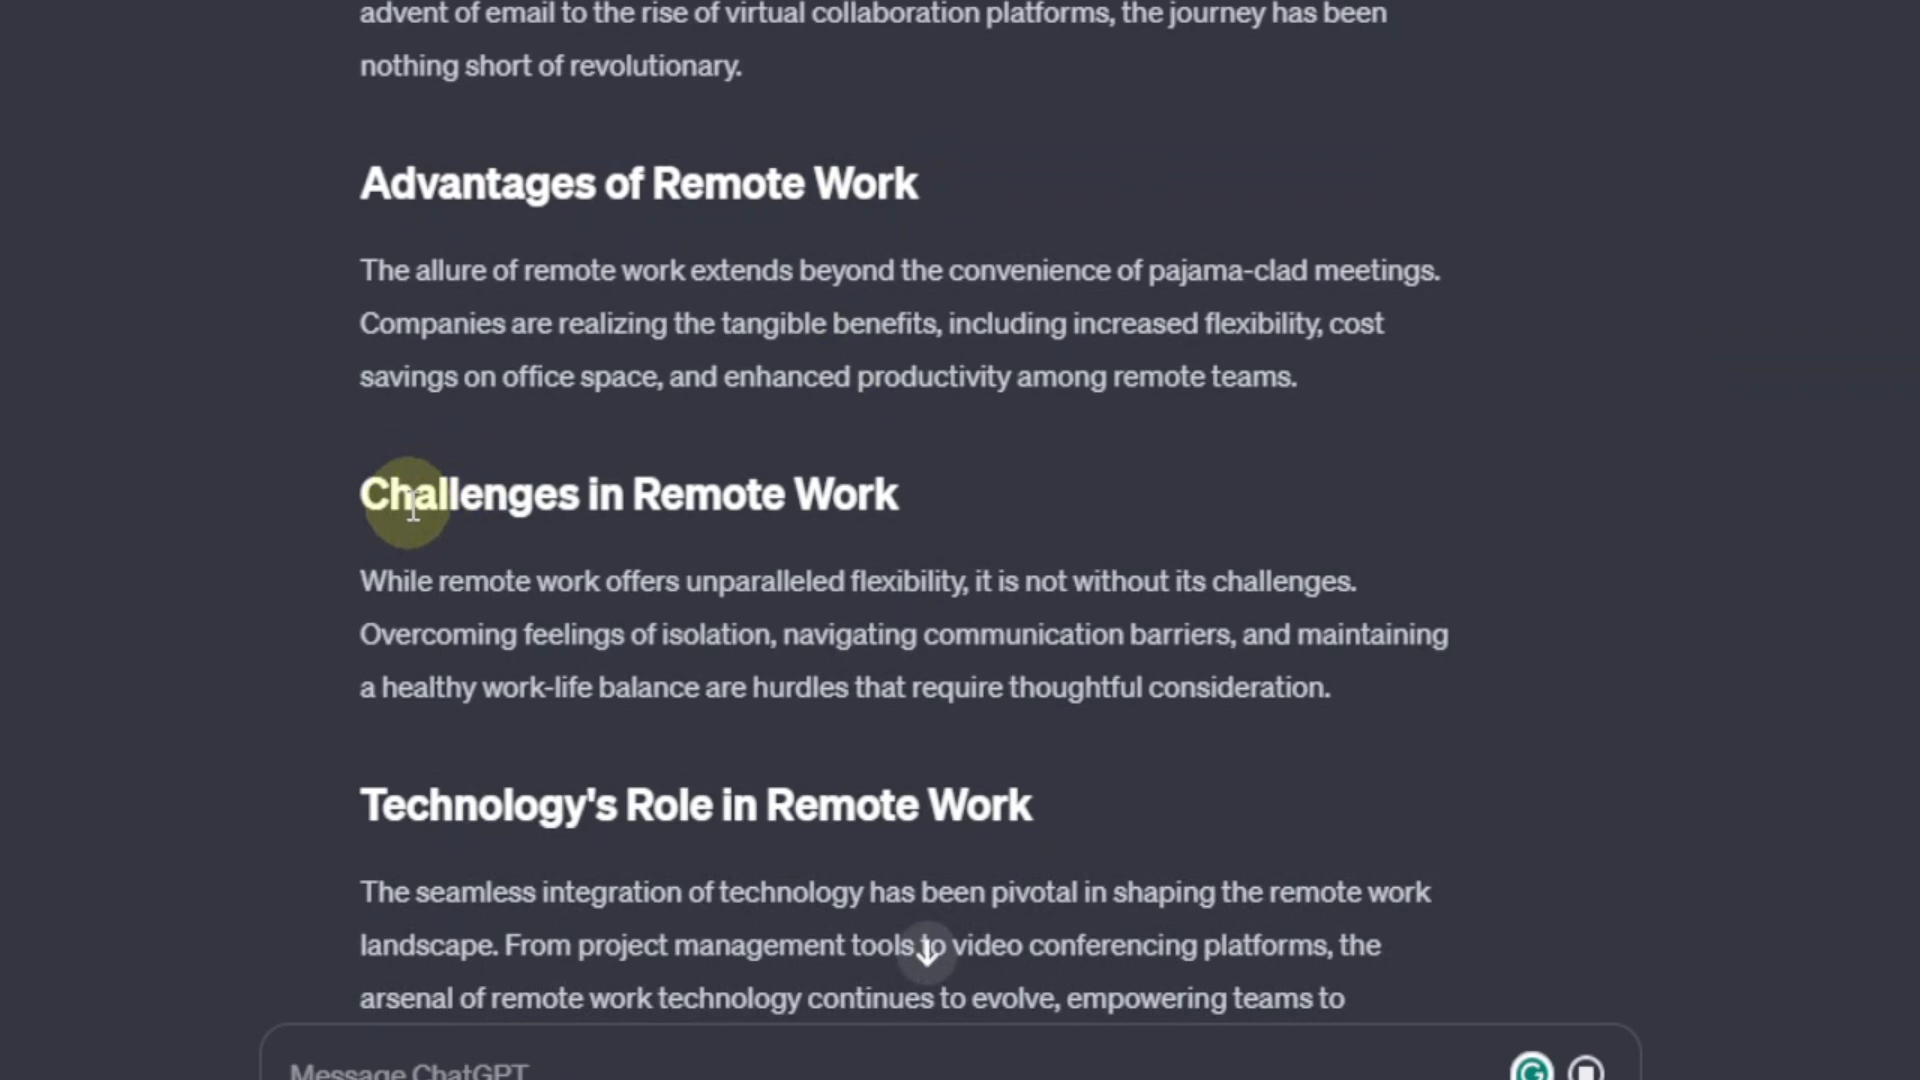 advent of email to the rise of virtual collaboration platforms, the journey has been
nothing short of revolutionary.
Advantages of Remote Work
The allure of remote work extends beyond the convenience of pajama-clad meetings.
Companies are realizing the tangible benefits, including increased flexibility, cost
savings on office space, and enhanced productivity among remote teams.
Challenges in Remote Work
While remote work offers unparalleled flexibility, it is not without its challenges.
Overcoming feelings of isolation, navigating communication barriers, and maintaining
a healthy work-life balance are hurdles that require thoughtful consideration.
Technology's Role in Remote Work
The seamless integration of technology has been pivotal in shaping the remote work
landscape. From project management tools to video conferencing platforms, the
arsenal of remote work technology continues to evolve, empowering teams to
Message ChatGPT